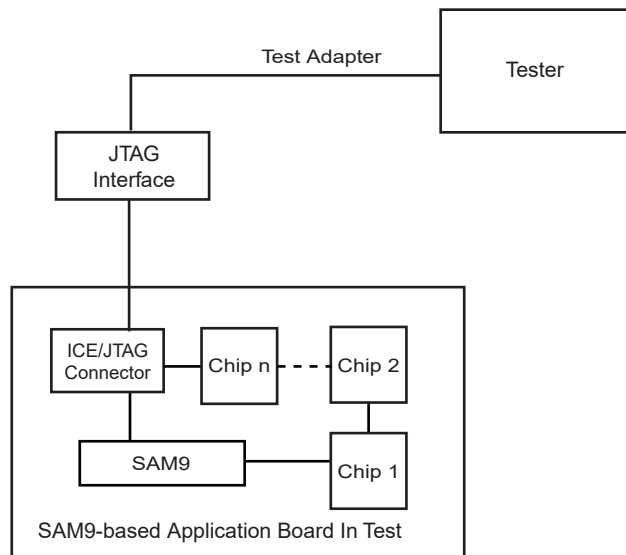 Test Adapter
Tester
JTAG
Interface
ICE/JTAG
Connector
Chip n
Chip 2
SAM9
Chip 1
SAM9-based Application Board In Test